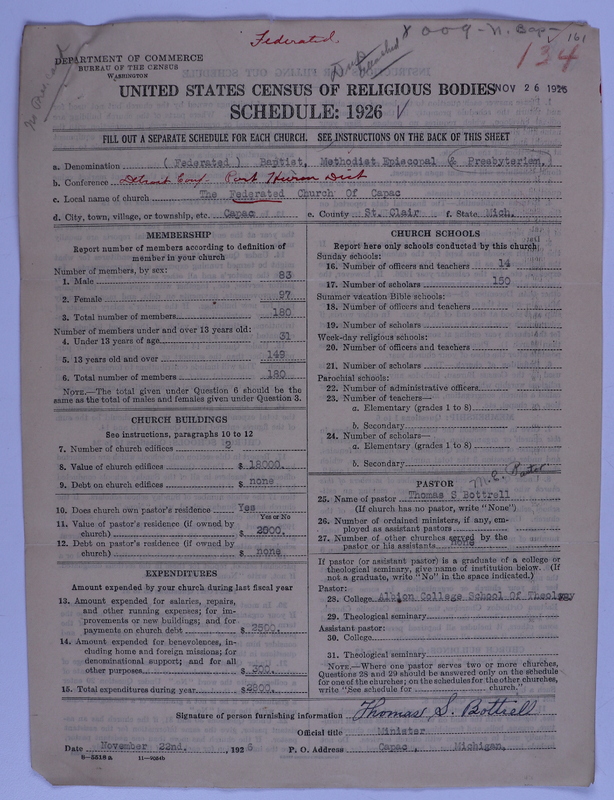 Federated
009-N. Bap.
161
134
DEPARTMENT OF COMMERCE
BUREAU OF THE CENSUS
WASHINGTON
UNITED STATES CENSUS OF RELIGIOUS BODIES
NOV 26 1926
SCHEDULE: 1926
FILL OUT A SEPARATE SCHEDULE FOR EACH CHURCH. SEE INSTRUCTIONS ON THE BACK OF THIS SHEET
a. Denomination (Federated) Baptist, Methodist Episcopal & Presbyterian,
b. Conference Detroit Conf. Port Huron Dist
c. Local name of church The Federated Church Of Capac
d. City, town, village, or township, etc. Capac e. County St. Clair f. State Mich.
MEMBERSHIP
Report number of members according to definition of
member in your church
Number of members, by sex:
1. Male 83
2. Female 97
3. Total number of members 180
Number of members under and over 13 years old:
4. Under 13 years of age 31
5. 13 years old and over 149
6. Total number of members 180
NOTE.—The total given under Question 6 should be the
same as the total of males and females given under Question 3.
CHURCH BUILDINGS
See instructions, paragraphs 10 to 12
7. Number of church edifices 2
8. Value of church edifices $ 18000.
9. Debt on church edifices $ none
10. Does church own pastor's residence? Yes
Yes or No
11. Value of pastor's residence (if owned by
church) $ 2500.
12. Debt on pastor's residence (if owned by
church) $ none
EXPENDITURES
Amount expended by your church during last fiscal year
13. Amount expended for salaries, repairs,
and other running expenses; for im-
provements or new buildings; and for
payments on church debt $ 2500.
14. Amount expended for benevolences, in-
cluding home and foreign missions; for
denominational support; and for all
other purposes $ 300.
15. Total expenditures during year $ 2800.
CHURCH SCHOOLS
Report here only schools conducted by this church
Sunday schools:
16. Number of officers and teachers 14
17. Number of scholars 150
Summer vacation Bible schools:
18. Number of officers and teachers
19. Number of scholars
Week-day religious schools:
20. Number of officers and teachers
21. Number of scholars
Parochial schools:
22. Number of administrative officers
23. Number of teachers—
a. Elementary (grades 1 to 8)
b. Secondary
24. Number of scholars—
a. Elementary (grades 1 to 8)
b. Secondary
M.E. Pastor
PASTOR
25. Name of pastor Thomas S Bottrell
(If church has no pastor, write "None")
26. Number of ordained ministers, if any, em-
ployed as assistant pastors
27. Number of other churches served by the
pastor or his assistants none
If pastor (or assistant pastor) is a graduate of a college or
theological seminary, give name of institution below. (If
not a graduate, write "No" in the space indicated.)
Pastor:
28. College Albion College School Of Theology
29. Theological seminary
Assistant pastor:
30. College
31. Theological seminary
NOTE.—Where one pastor serves two or more churches,
Questions 28 and 29 should be answered only on the schedule
for one of the churches; on the schedules for the other churches,
write "See schedule for church."
Signature of person furnishing information Thomas S. Bottrell
Official title Minister
Date November 22nd. , 1926 P. O. Address Capac, Michigan.
8-5518a 11-9054b